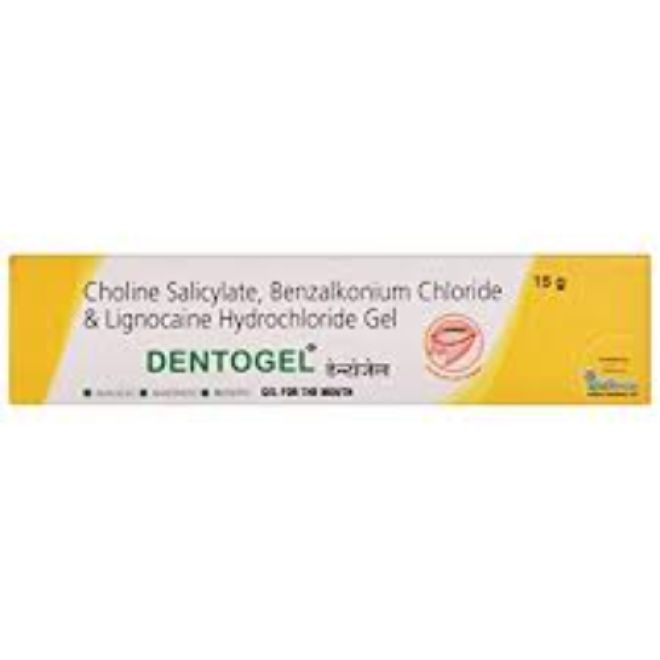 Choline Salicylate, Benzalkonium Chloride
& Lignocaine Hydrochloride Gel
15 g
DENTOGEL® डेन्टोजेल
GEL FOR THE MOUTH